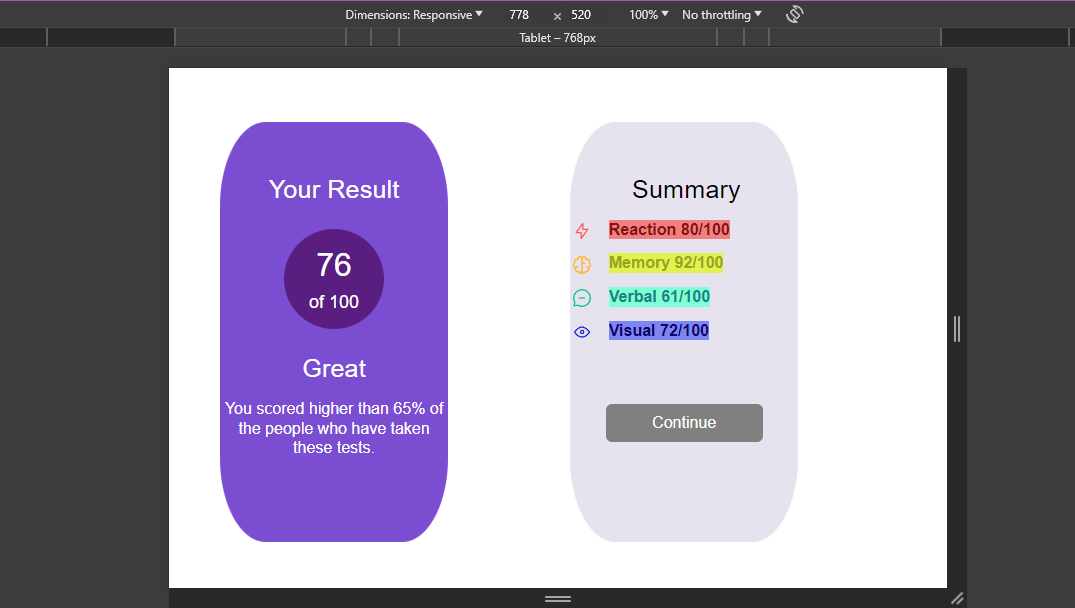 Dimensions: Responsive 778 × 520 100% No throttling
Tablet – 768px
Your Result
76
of 100
Great
You scored higher than 65% of
the people who have taken
these tests.
Summary
Reaction 80/100
Memory 92/100
Verbal 61/100
Visual 72/100
Continue